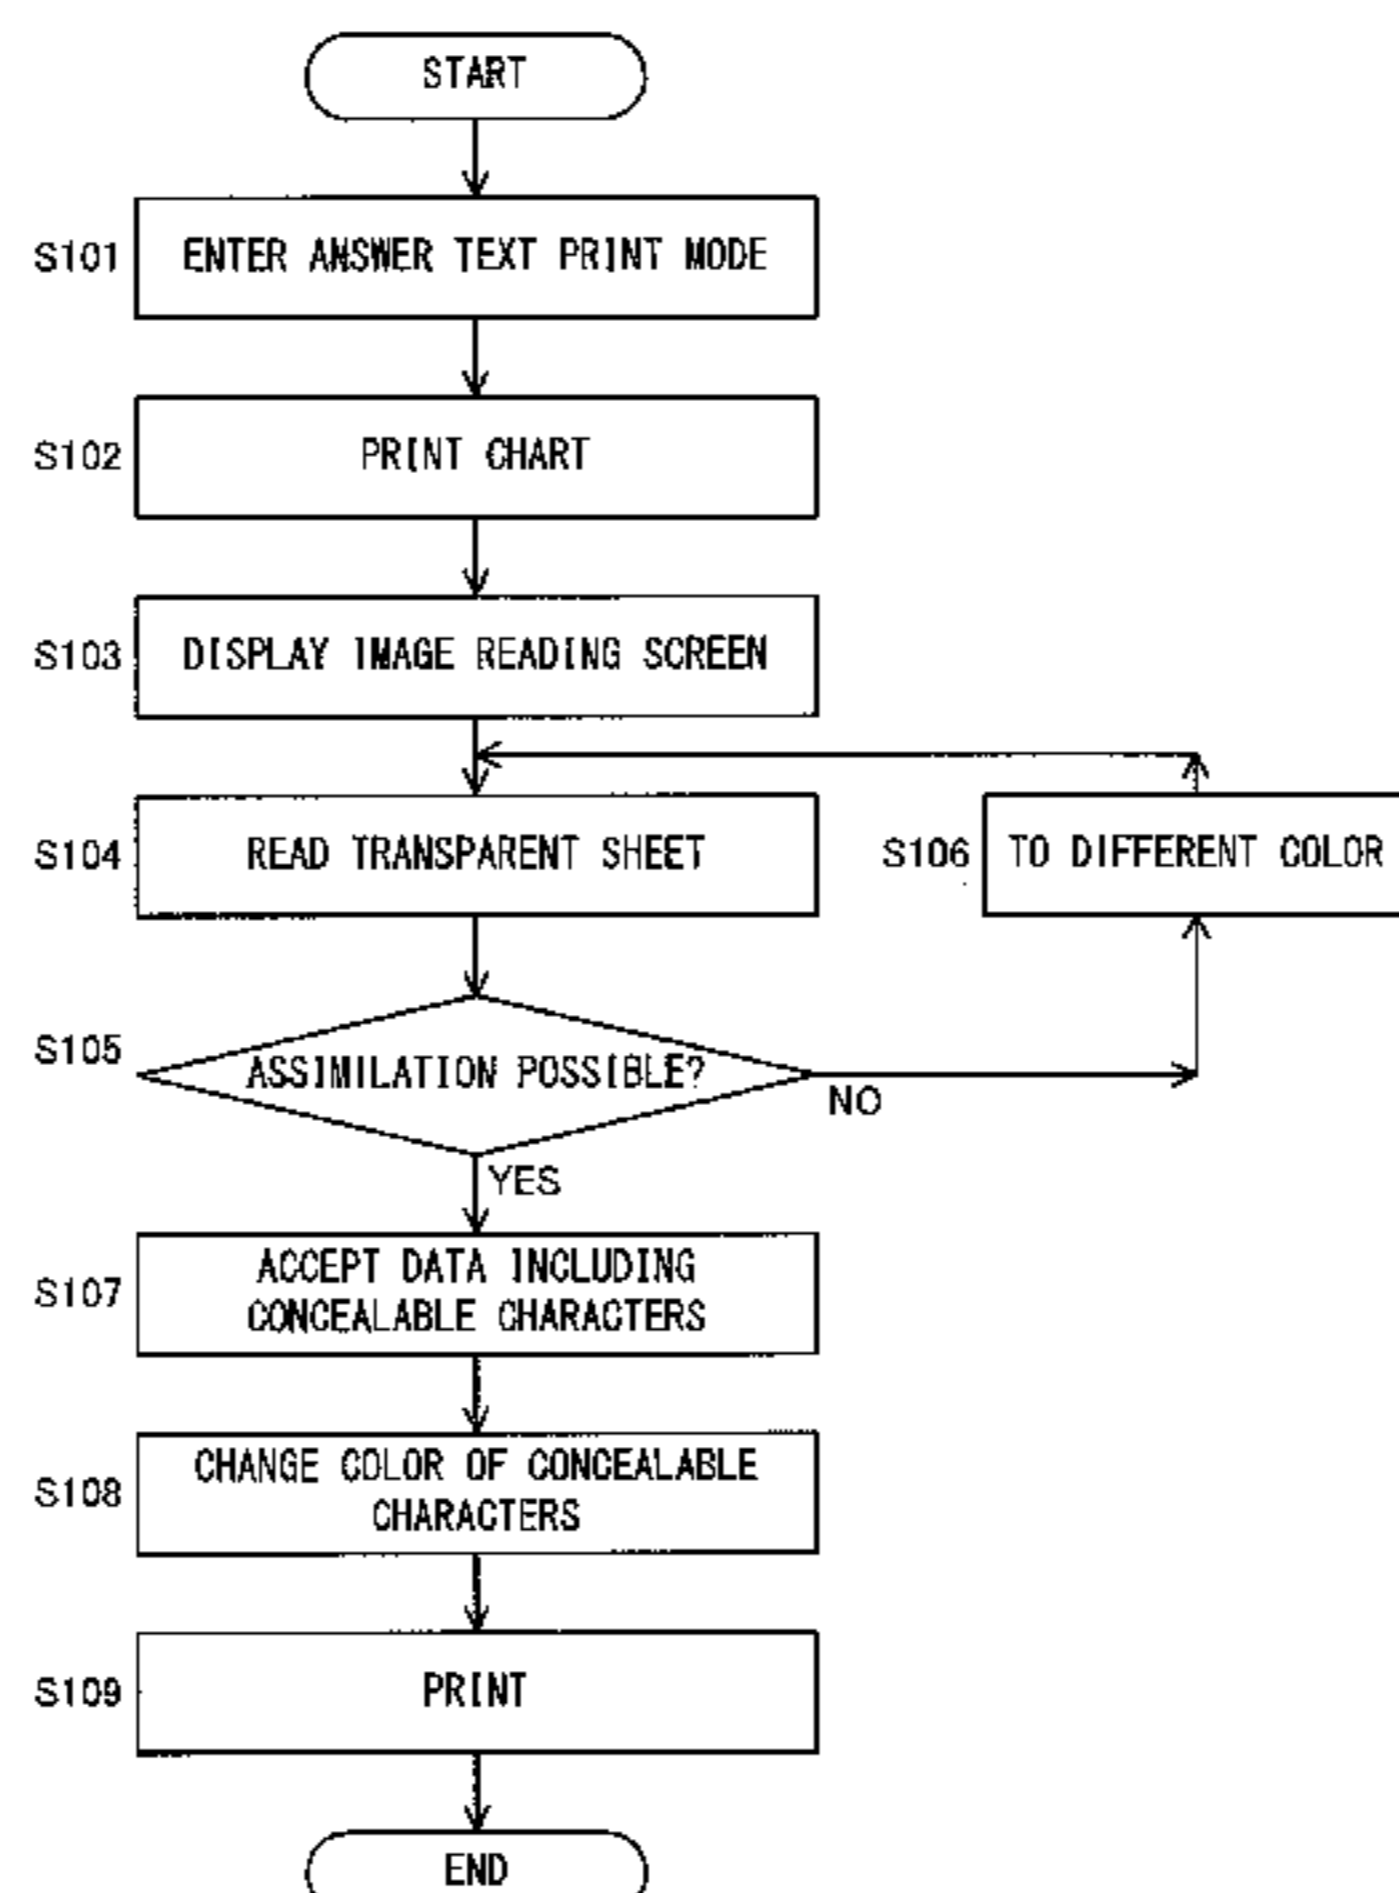 START
S101 ENTER ANSWER TEXT PRINT MODE
S102 PRINT CHART
S103 DISPLAY IMAGE READING SCREEN
S104 READ TRANSPARENT SHEET
S106 TO DIFFERENT COLOR
S105 ASSIMILATION POSSIBLE?
NO
YES
S107 ACCEPT DATA INCLUDING
CONCEALABLE CHARACTERS
S108 CHANGE COLOR OF CONCEALABLE
CHARACTERS
S109 PRINT
END